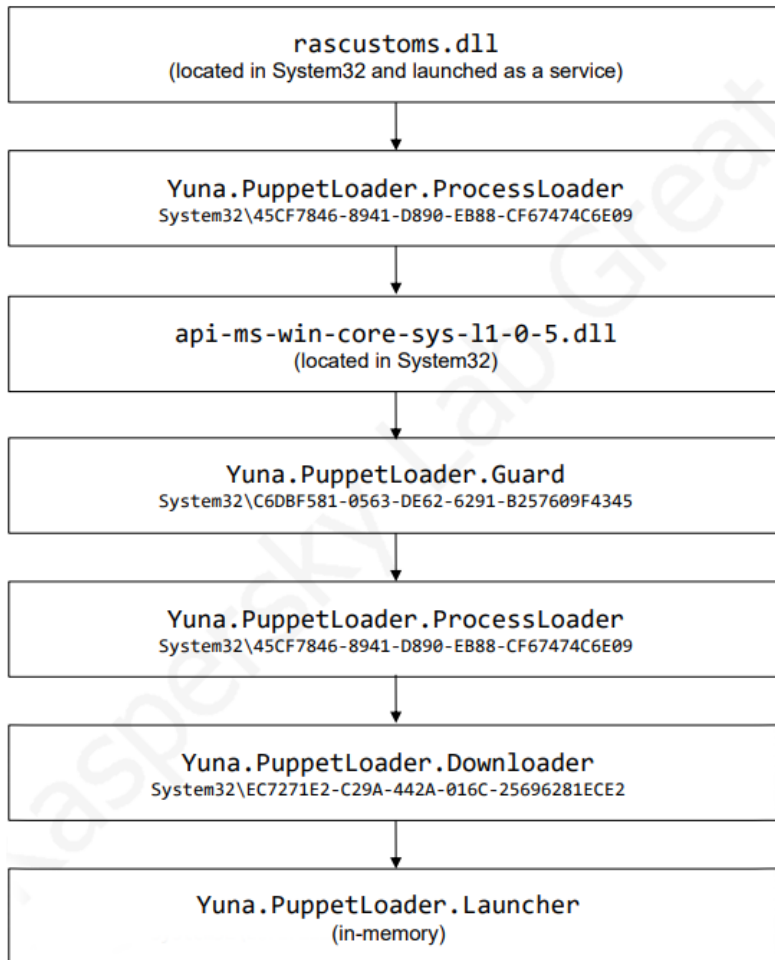 rascustoms.dll
(located in System32 and launched as a service)
Yuna.PuppetLoader.ProcessLoader
System32\45CF7846-8941-D890-EB88-CF67474C6E09
api-ms-win-core-sys-l1-0-5.dll
(located in System32)
Yuna.PuppetLoader.Guard
System32\C6DBF581-0563-DE62-6291-B257609F4345
Yuna.PuppetLoader.ProcessLoader
System32\45CF7846-8941-D890-EB88-CF67474C6E09
Yuna.PuppetLoader.Downloader
System32\EC7271E2-C29A-442A-016C-25696281ECE2
Yuna.PuppetLoader.Launcher
(in-memory)
Kaspersky Lab Great